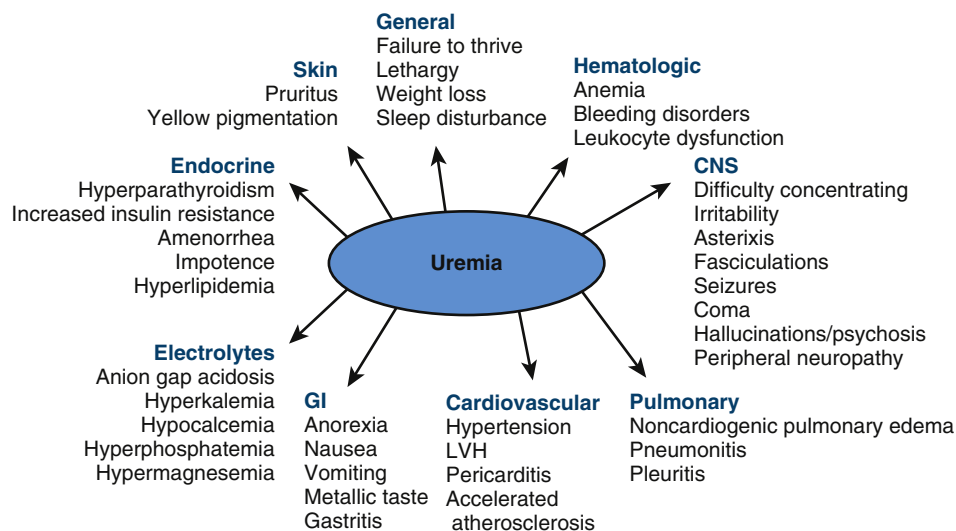 General
Failure to thrive
Lethargy
Weight loss
Sleep disturbance
Skin
Pruritus
Yellow pigmentation
Hematologic
Anemia
Bleeding disorders
Leukocyte dysfunction
Endocrine
Hyperparathyroidism
Increased insulin resistance
Amenorrhea
Impotence
Hyperlipidemia
Uremia
CNS
Difficulty concentrating
Irritability
Asterixis
Fasciculations
Seizures
Coma
Hallucinations/psychosis
Peripheral neuropathy
Electrolytes
Anion gap acidosis
Hyperkalemia
Hypocalcemia
Hyperphosphatemia
Hypermagnesemia
GI
Anorexia
Nausea
Vomiting
Metallic taste
Gastritis
Cardiovascular
Hypertension
LVH
Pericarditis
Accelerated
atherosclerosis
Pulmonary
Noncardiogenic pulmonary edema
Pneumonitis
Pleuritis